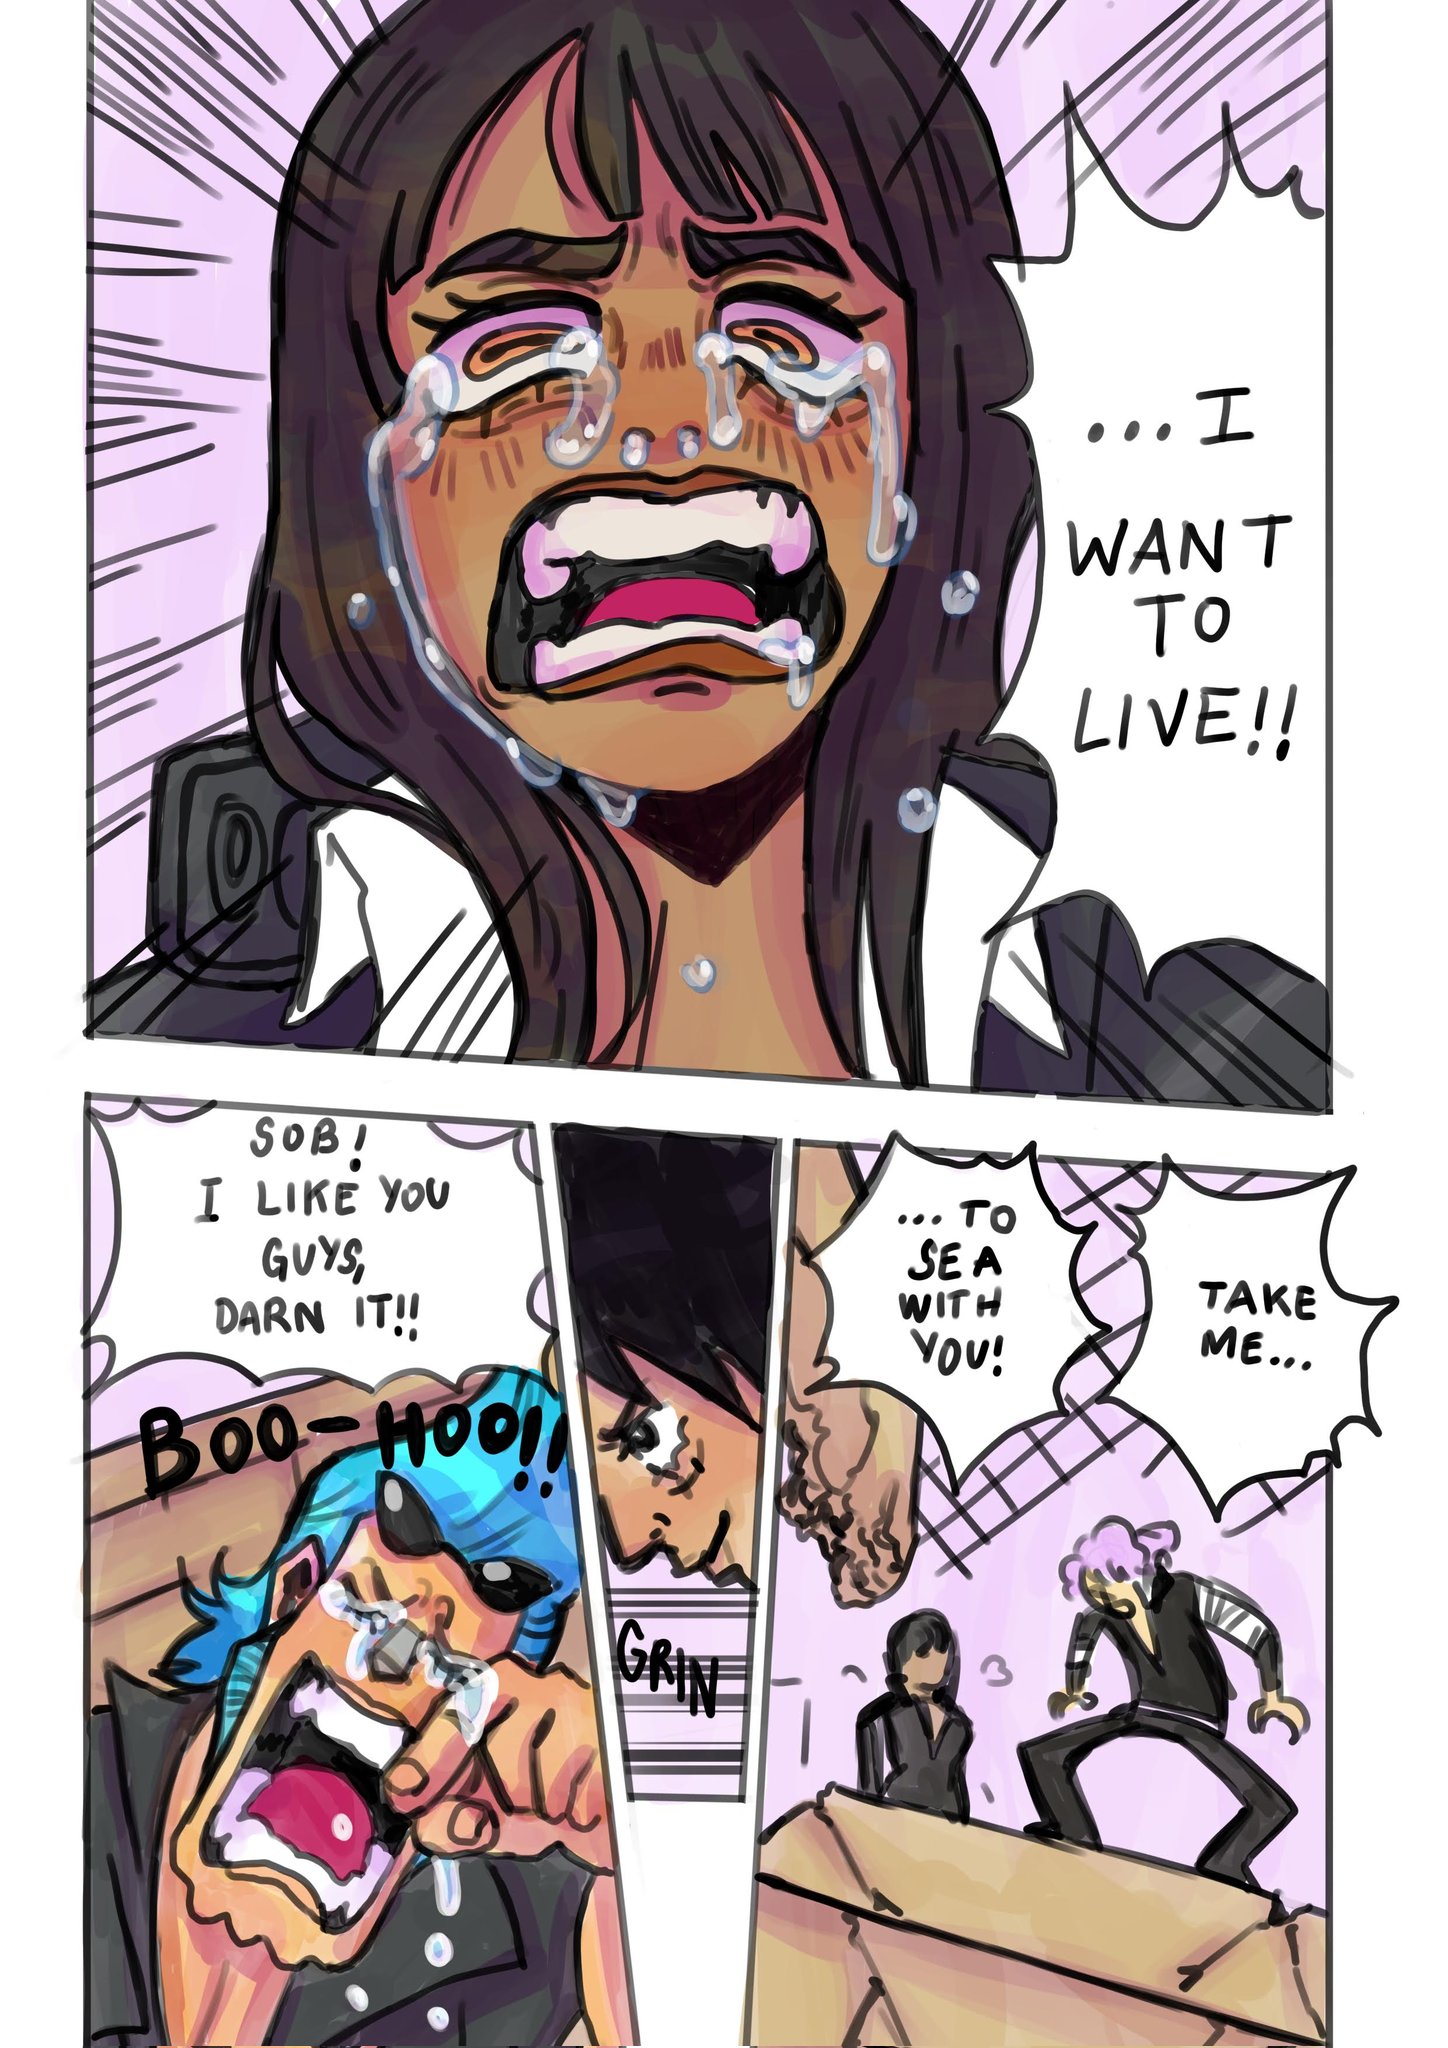 ...I
WANT
TO
LIVE!!
TAKE
ME...
...TO
SEA
WITH
YOU!
GRIN
SOB!
I LIKE YOU
GUYS,
DARN IT!!
BOO-HOO!!